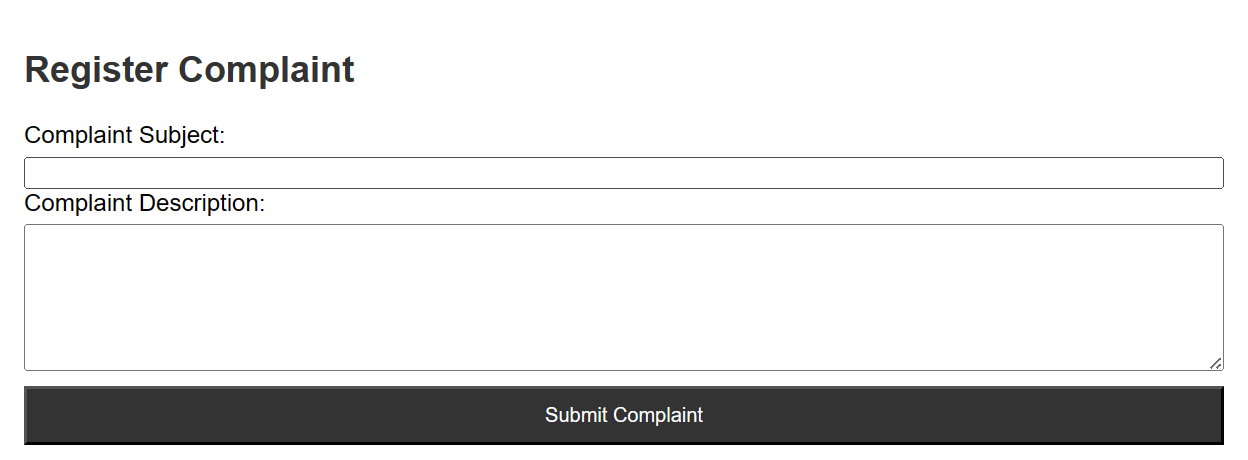 Register Complaint
Complaint Subject:
Complaint Description:
Submit Complaint